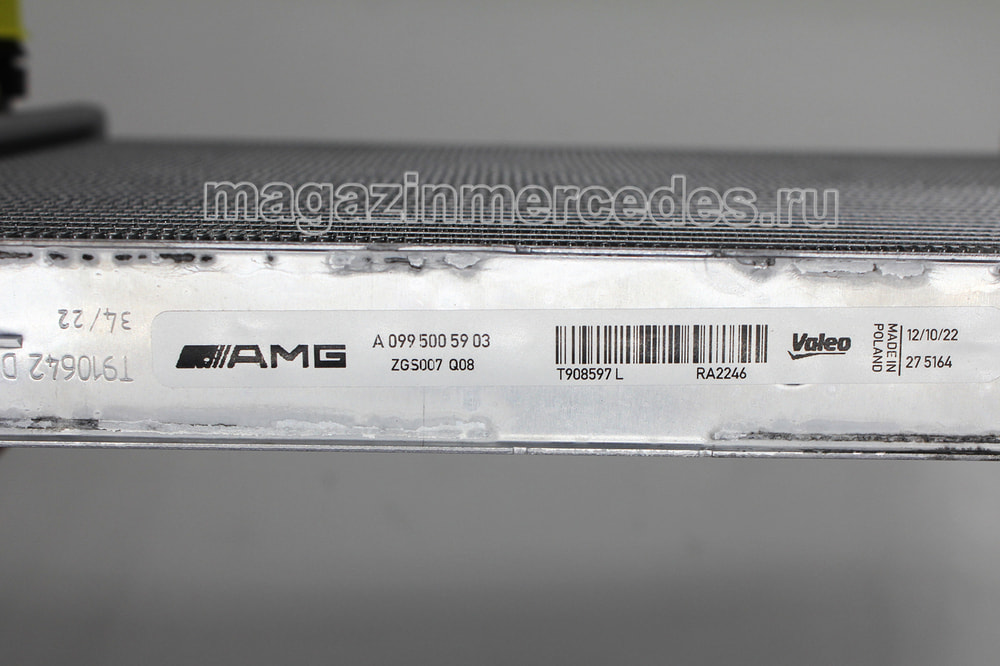 magazinmercedes.ru
34/22
T910642 D
AMG
A 099 500 59 03
ZGS007 Q08
T908597 L
RA2246
Valeo
MADE IN
POLAND
12/10/22
27 5164